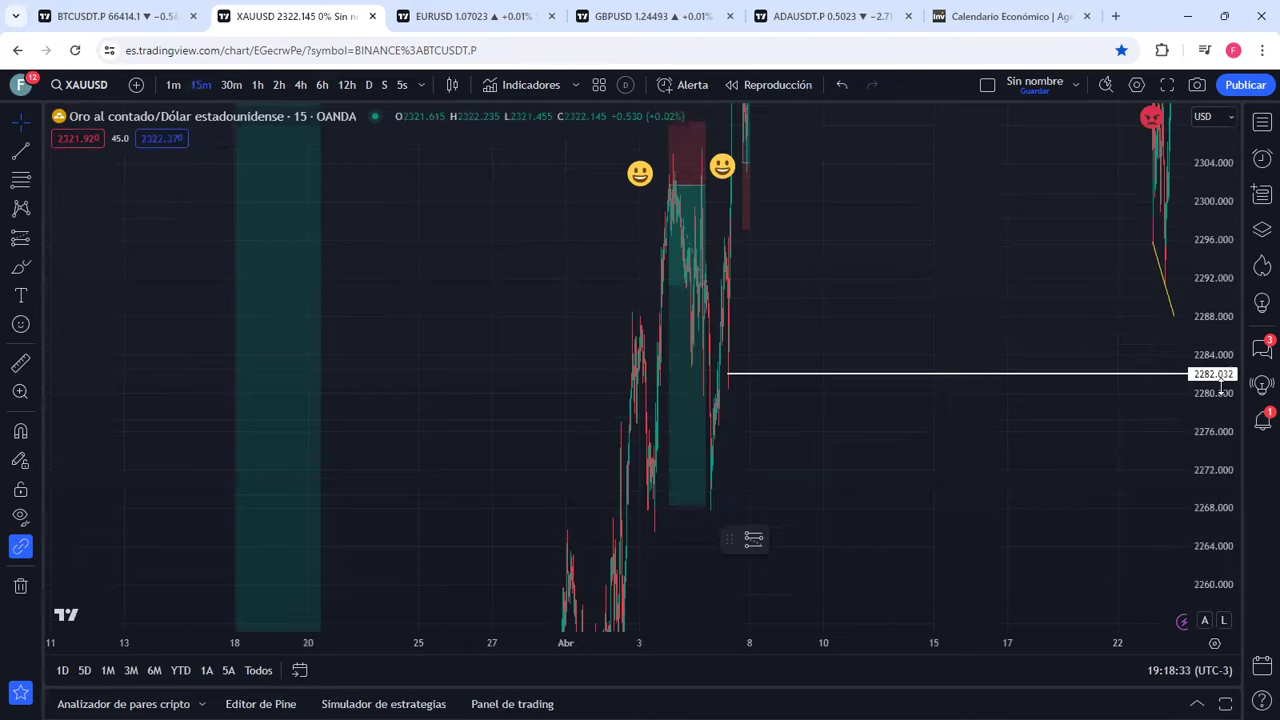 BTCUSDT.P 66414.1 ▼ −0.5
XAUUSD 2322.145 0% Sin n
EURUSD 1.07023 ▲ +0.01%
GBPUSD 1.24493 ▲ +0.01%
ADAUSDT.P 0.5023 ▼ −2.71
Calendario Económico | Age
es.tradingview.com/chart/EGecrwPe/?symbol=BINANCE%3ABTCUSDT.P
F
F 12 XAUUSD 1m 15m 30m 1h 2h 4h 6h 12h D S 5s Indicadores D Alerta Reproducción Sin nombre Guardar Publicar
Oro al contado/Dólar estadounidense · 15 · OANDA O2321.615 H2322.235 L2321.455 C2322.145 +0.530 (+0.02%) USD
2321.920 45.0 2322.370
2304.000
2300.000
2296.000
2292.000
2288.000
2284.000
2282.032
2276.000
2272.000
2268.000
2264.000
2260.000
3
1
A L
11 13 18 20 25 27 Abr 3 8 10 15 17 22
1D 5D 1M 3M 6M YTD 1A 5A Todos 19:18:33 (UTC-3)
Analizador de pares cripto Editor de Pine Simulador de estrategias Panel de trading